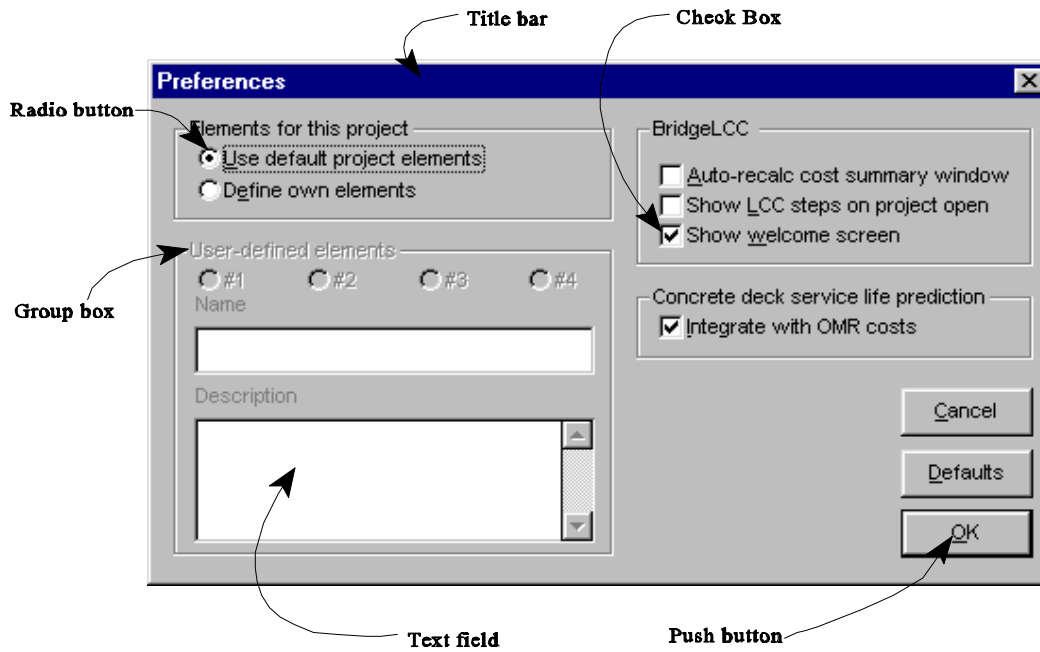 Title bar
Check Box
Preferences
Radio button
Elements for this project
Use default project elements
Define own elements
BridgeLCC
Auto-recalc cost summary window
Show LCC steps on project open
Show welcome screen
User-defined elements
#1 #2 #3 #4
Name
Group box
Concrete deck service life prediction
Integrate with OMR costs
Description
Cancel
Defaults
OK
Text field
Push button